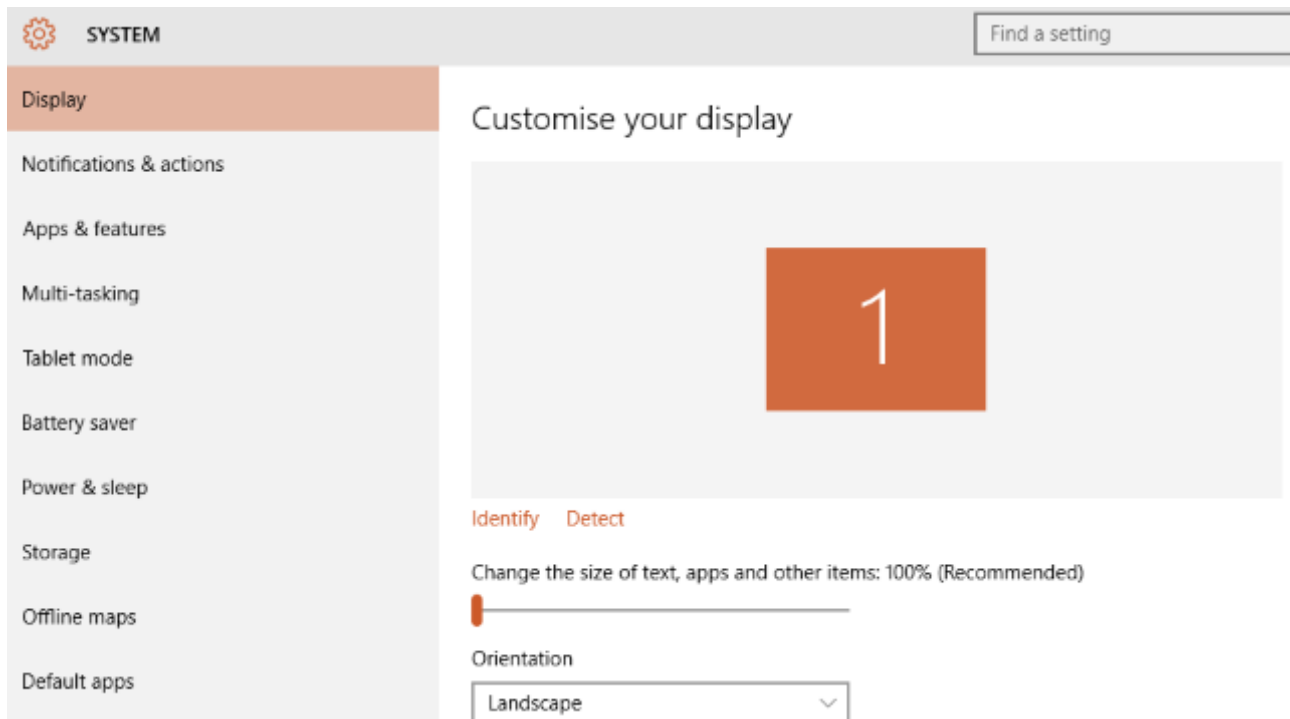 SYSTEM
Find a setting
Display
Notifications & actions
Apps & features
Multi-tasking
Tablet mode
Battery saver
Power & sleep
Storage
Offline maps
Default apps
Customise your display
1
Identify Detect
Change the size of text, apps and other items: 100% (Recommended)
Orientation
Landscape